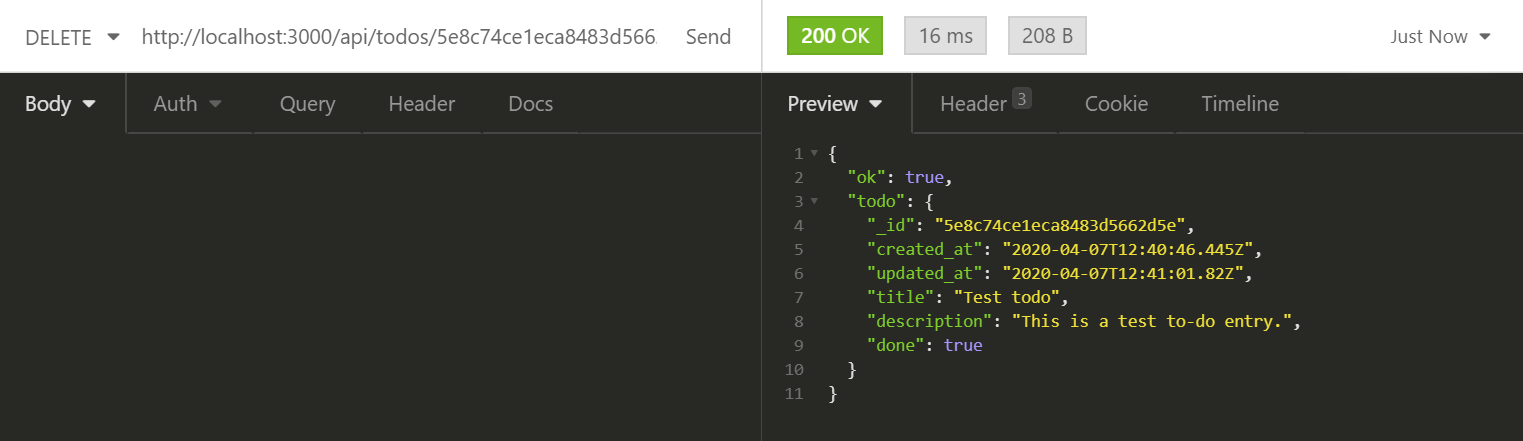 DELETE http://localhost:3000/api/todos/5e8c74ce1eca8483d566 Send
200 OK 16 ms 208 B Just Now
Body Auth Query Header Docs
Preview Header 3 Cookie Timeline
1 {
2 "ok": true,
3 "todo": {
4 "_id": "5e8c74ce1eca8483d5662d5e",
5 "created_at": "2020-04-07T12:40:46.445Z",
6 "updated_at": "2020-04-07T12:41:01.82Z",
7 "title": "Test todo",
8 "description": "This is a test to-do entry.",
9 "done": true
10 }
11 }